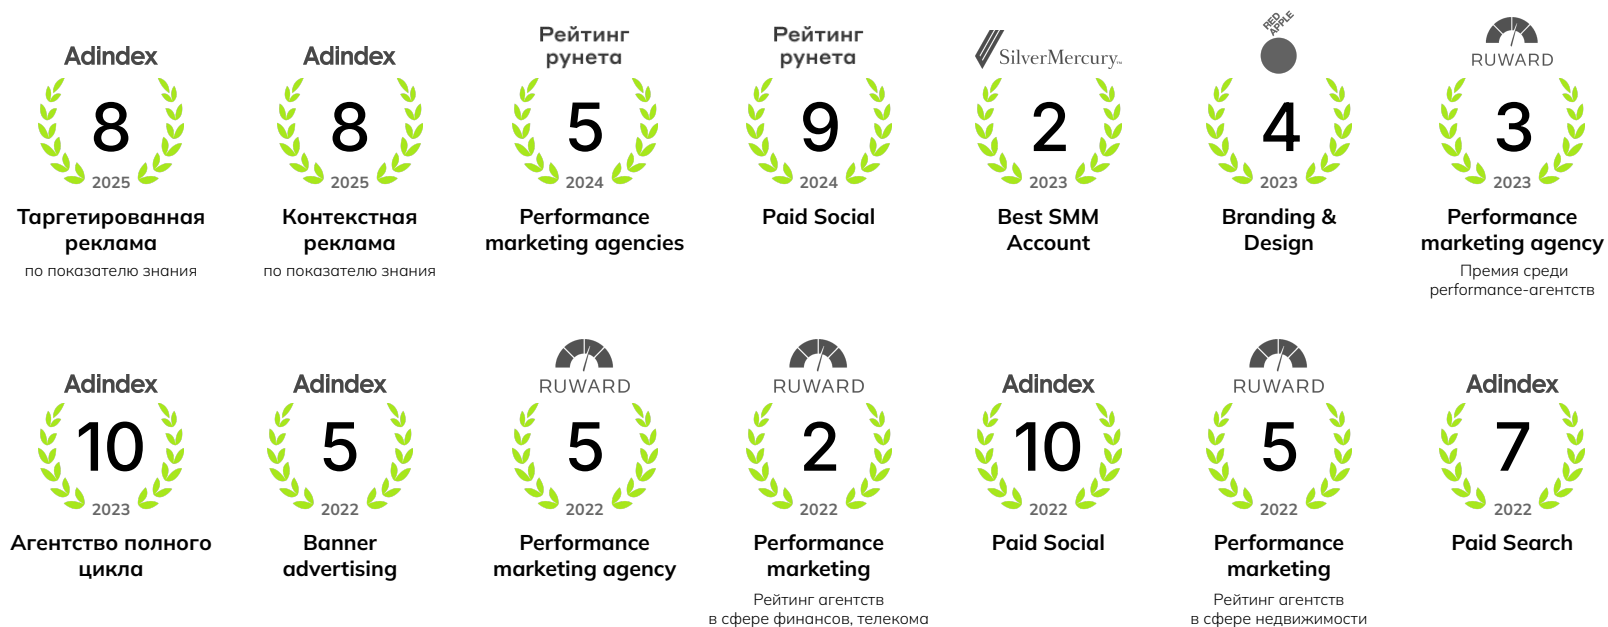 Adindex
8
2025
Таргетированная
реклама
по показателю знания
Adindex
8
2025
Контекстная
реклама
по показателю знания
Рейтинг
рунета
5
2024
Performance
marketing agencies
Рейтинг
рунета
9
2024
Paid Social
SilverMercury™
2
2023
Best SMM
Account
RED
APPLE
4
2023
Branding &
Design
RUWARD
3
2023
Performance
marketing agency
Премия среди
performance-агентств
Adindex
10
2023
Агентство полного
цикла
Adindex
5
2022
Banner
advertising
RUWARD
5
2022
Performance
marketing agency
RUWARD
2
2022
Performance
marketing
Рейтинг агентств
в сфере финансов, телекома
Adindex
10
2022
Paid Social
RUWARD
5
2022
Performance
marketing
Рейтинг агентств
в сфере недвижимости
Adindex
7
2022
Paid Search